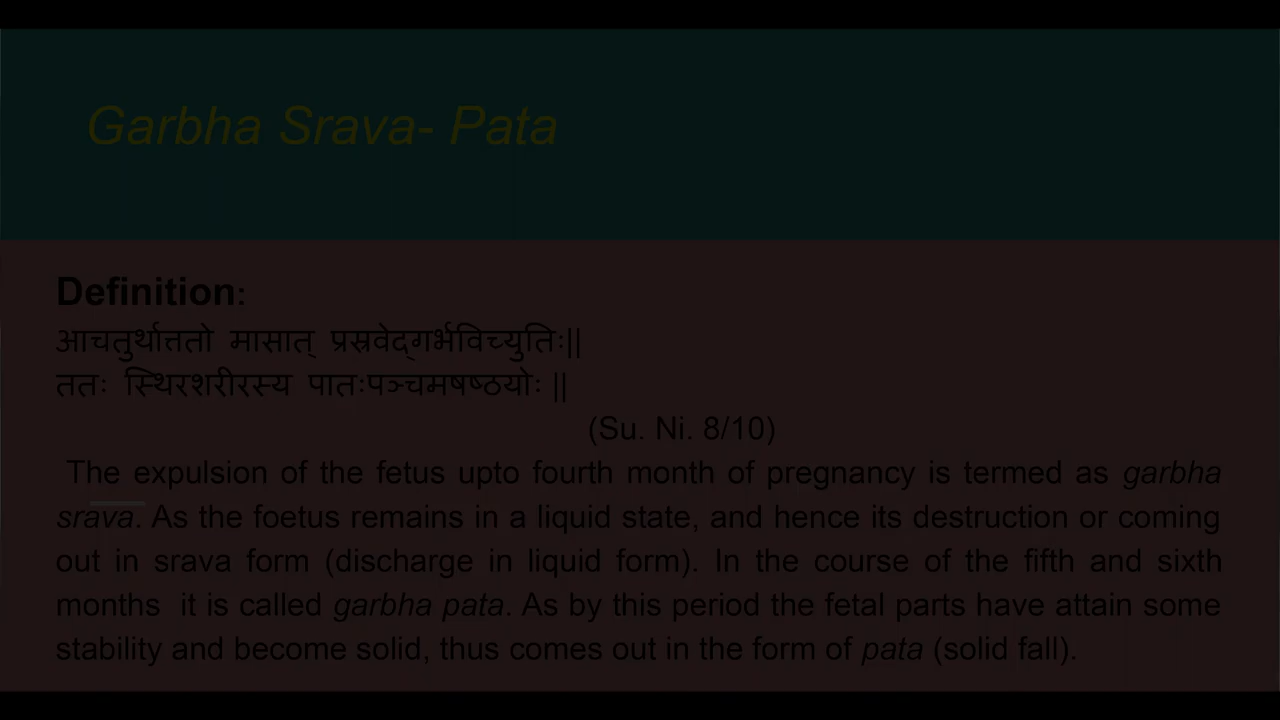 Garbha Srava- Pata
Definition:
आचतुर्थात्ततो मासात् प्रस्रवेद्गर्भविच्युतिः||
ततः स्थिरशरीरस्य पातःपञ्चमषष्ठयोः ||
(Su. Ni. 8/10)
The expulsion of the fetus upto fourth month of pregnancy is termed as garbha
srava. As the foetus remains in a liquid state, and hence its destruction or coming
out in srava form (discharge in liquid form). In the course of the fifth and sixth
months it is called garbha pata. As by this period the fetal parts have attain some
stability and become solid, thus comes out in the form of pata (solid fall).